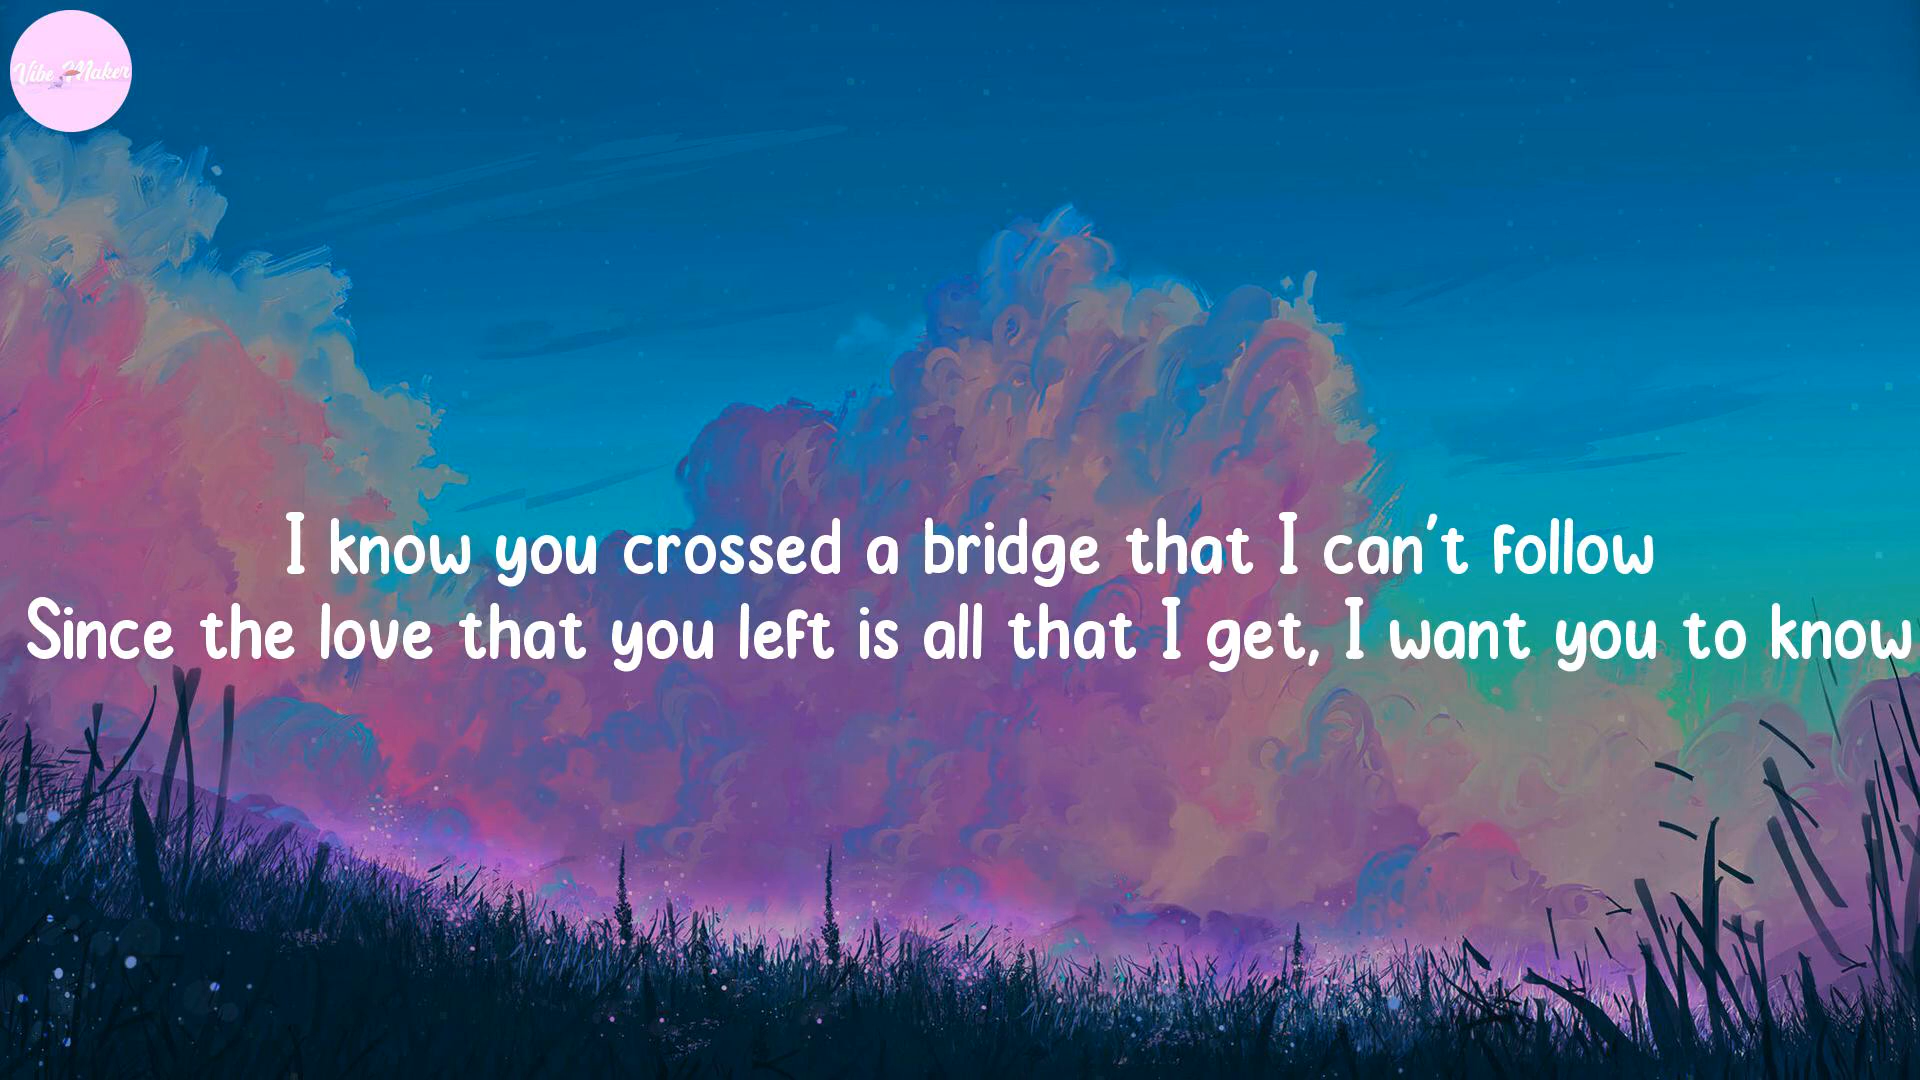 Vibe Maker
I know you crossed a bridge that I can't follow
Since the love that you left is all that I get, I want you to know